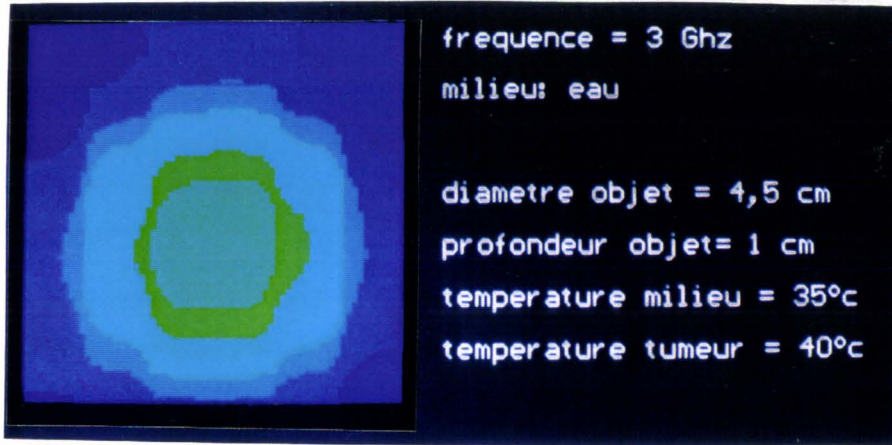 frequence = 3 Ghz
milieu: eau
diametre objet = 4,5 cm
profondeur objet= 1 cm
temperature milieu = 35°c
temperature tumeur = 40°c